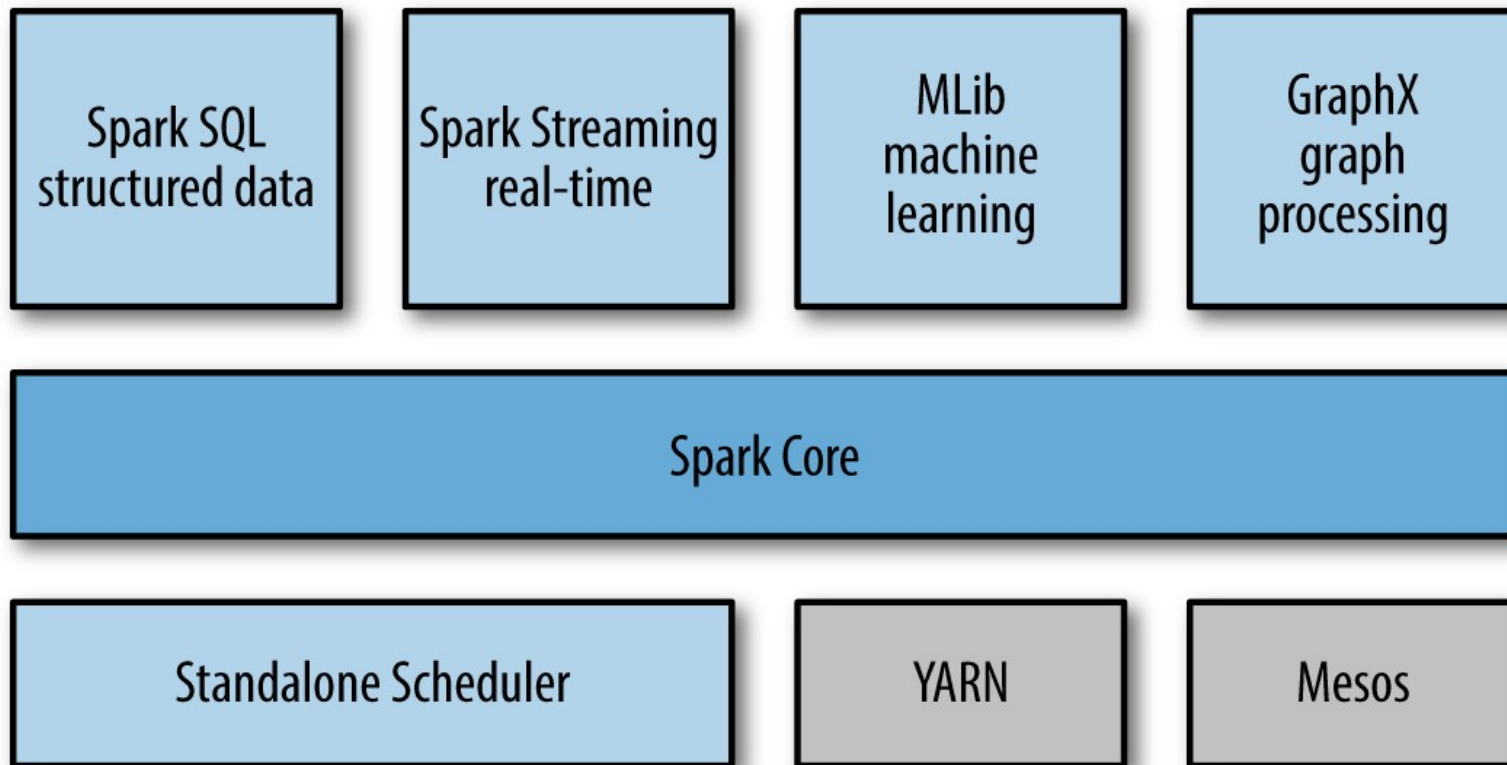 Spark SQL
structured data
Spark Streaming
real-time
MLib
machine
learning
GraphX
graph
processing
Spark Core
Standalone Scheduler
YARN
Mesos